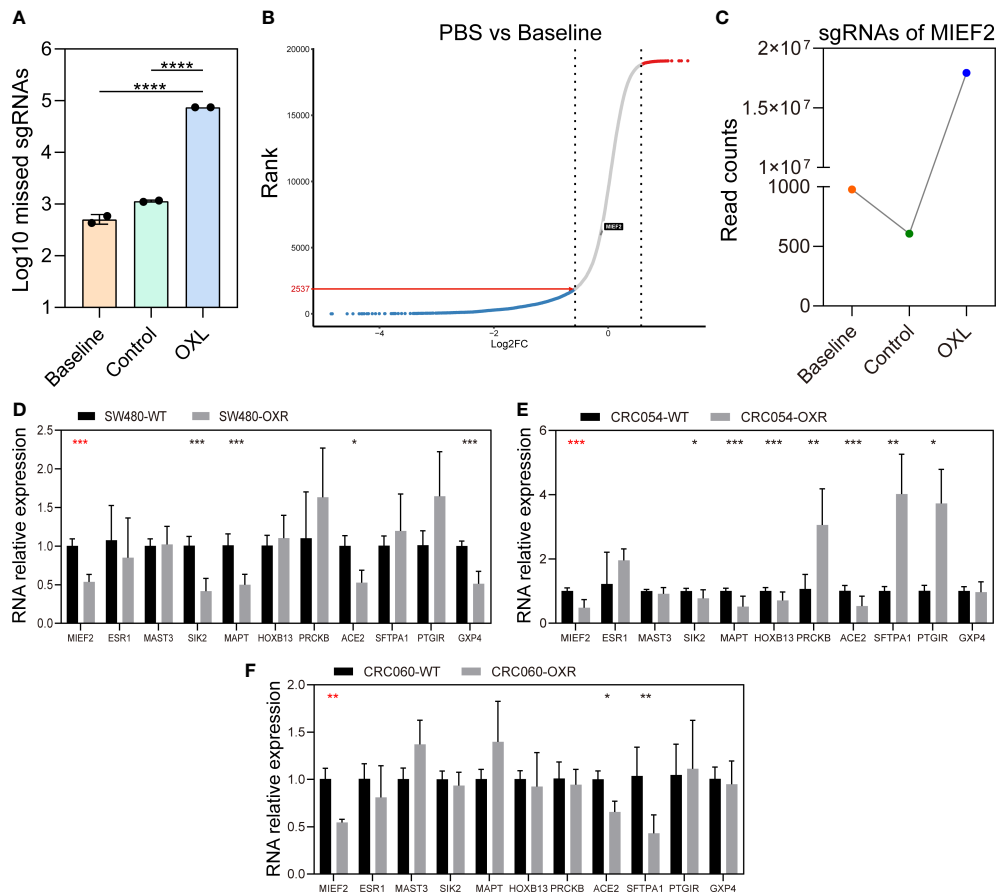 A
Log10 missed sgRNAs
6
5
4
3
2
1
****
****
Baseline
Control
OXL
B
PBS vs Baseline
Rank
20000
15000
10000
5000
2537
0
MIEF2
−4
−2
0
Log2FC
C
sgRNAs of MIEF2
Read counts
2×10⁷
1.5×10⁷
1×10⁷
1000
500
0
Baseline
Control
OXL
D
SW480-WT SW480-OXR
RNA relative expression
2.5
2.0
1.5
1.0
0.5
0.0
*** *** *** * ***
MIEF2 ESR1 MAST3 SIK2 MAPT HOXB13 PRCKB ACE2 SFTPA1 PTGIR GXP4
E
CRC054-WT CRC054-OXR
RNA relative expression
6
4
2
0
*** * *** *** ** *** ** *
MIEF2 ESR1 MAST3 SIK2 MAPT HOXB13 PRCKB ACE2 SFTPA1 PTGIR GXP4
F
CRC060-WT CRC060-OXR
RNA relative expression
2.0
1.5
1.0
0.5
0.0
** * **
MIEF2 ESR1 MAST3 SIK2 MAPT HOXB13 PRCKB ACE2 SFTPA1 PTGIR GXP4